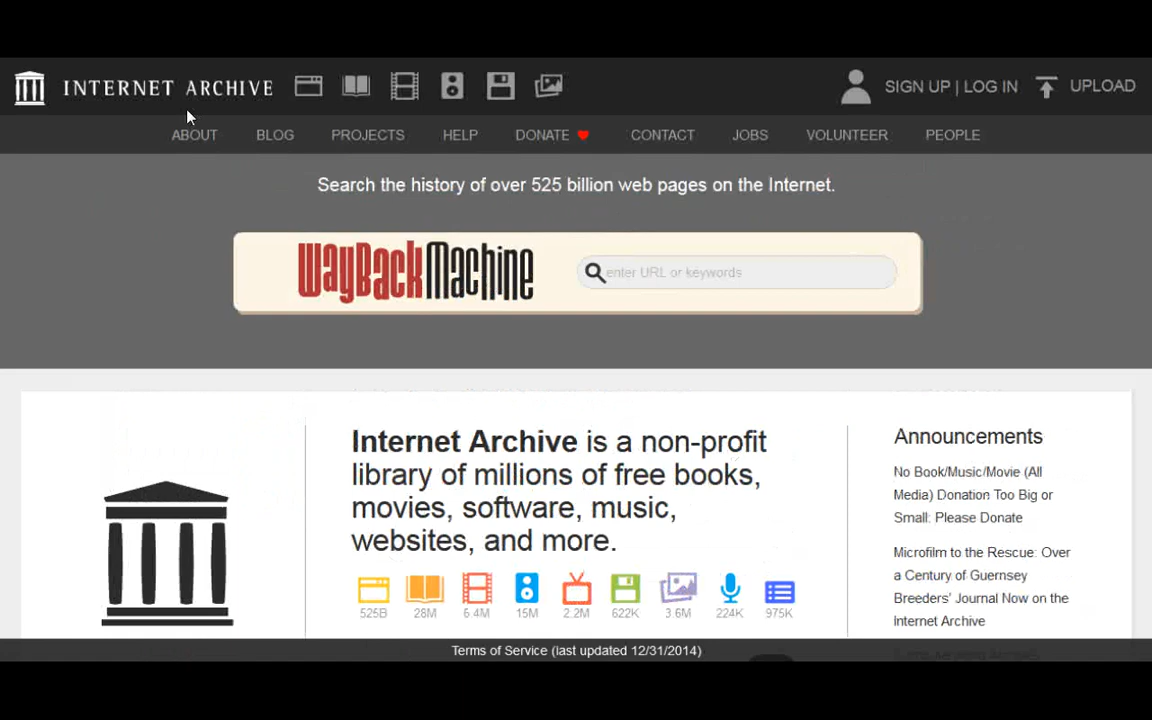 INTERNET ARCHIVE
SIGN UP | LOG IN
UPLOAD
ABOUT BLOG PROJECTS HELP DONATE CONTACT JOBS VOLUNTEER PEOPLE
Search the history of over 525 billion web pages on the Internet.
WayBackMachine
enter URL or keywords
Internet Archive is a non-profit
library of millions of free books,
movies, software, music,
websites, and more.
525B 28M 6.4M 15M 2.2M 622K 3.6M 224K 975K
Announcements
No Book/Music/Movie (All
Media) Donation Too Big or
Small: Please Donate
Microfilm to the Rescue: Over
a Century of Guernsey
Breeders' Journal Now on the
Internet Archive
Terms of Service (last updated 12/31/2014)